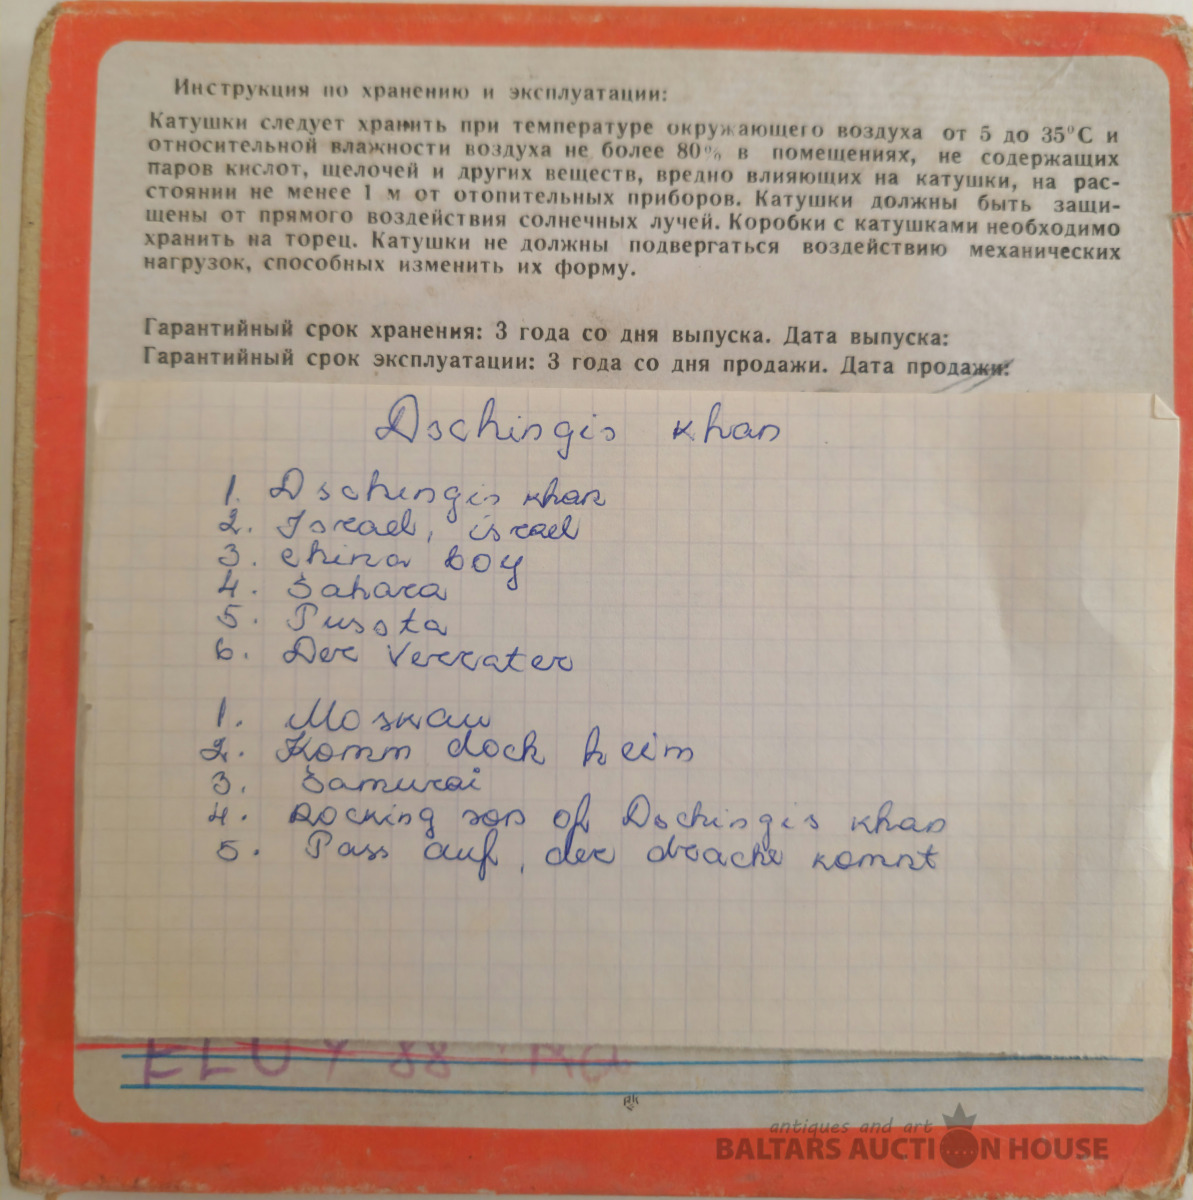 Инструкция по хранению и эксплуатации:
Катушки следует хранить при температуре окружающего воздуха от 5 до 35°С и
относительной влажности воздуха не более 80% в помещениях, не содержащих
паров кислот, щелочей и других веществ, вредно влияющих на катушки, на рас-
стоянии не менее 1 м от отопительных приборов. Катушки должны быть защи-
щены от прямого воздействия солнечных лучей. Коробки с катушками необходимо
хранить на торец. Катушки не должны подвергаться воздействию механических
нагрузок, способных изменить их форму.
Гарантийный срок хранения: 3 года со дня выпуска. Дата выпуска:
Гарантийный срок эксплуатации: 3 года со дня продажи. Дата продажи:
Dschingis khan
1. Dschingis khan
2. Israel, israel
3. china boy
4. Sahara
5. Pussta
6. Der Verrater
1. Moskau
2. Komm doch heim
3. Samurai
4. Rocking son of Dschingis khan
5. Pass auf, der drache kommt
antiques and art
BALTARS AUCTION HOUSE